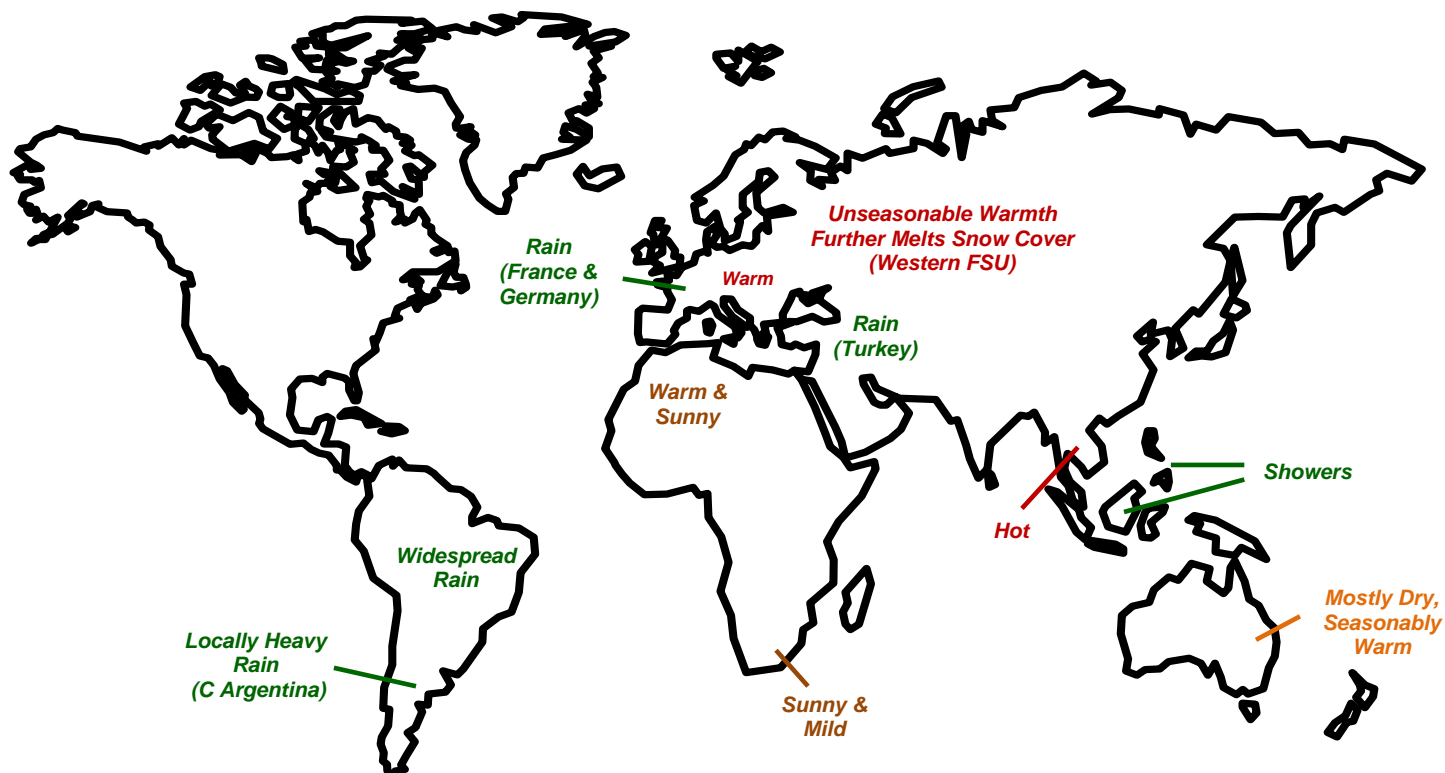 Unseasonable Warmth
Further Melts Snow Cover
(Western FSU)
Rain
(France &
Germany)
Warm
Rain
(Turkey)
Warm &
Sunny
Showers
Hot
Widespread
Rain
Mostly Dry,
Seasonably
Warm
Locally Heavy
Rain
(C Argentina)
Sunny &
Mild